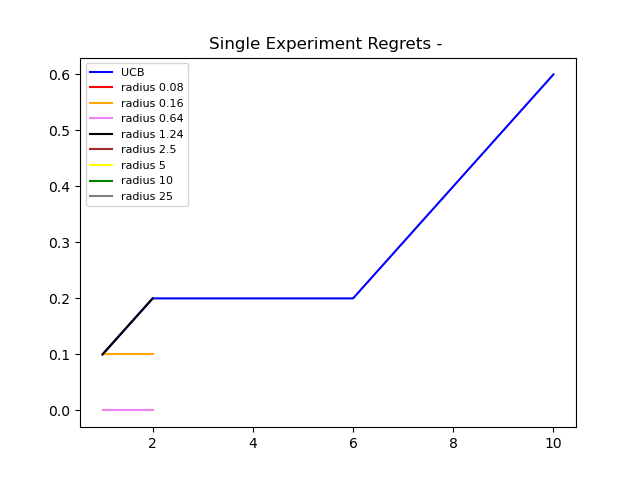 Single Experiment Regrets -
UCB
radius 0.08
radius 0.16
radius 0.64
radius 1.24
radius 2.5
radius 5
radius 10
radius 25
0.6
0.5
0.4
0.3
0.2
0.1
0.0
2 4 6 8 10